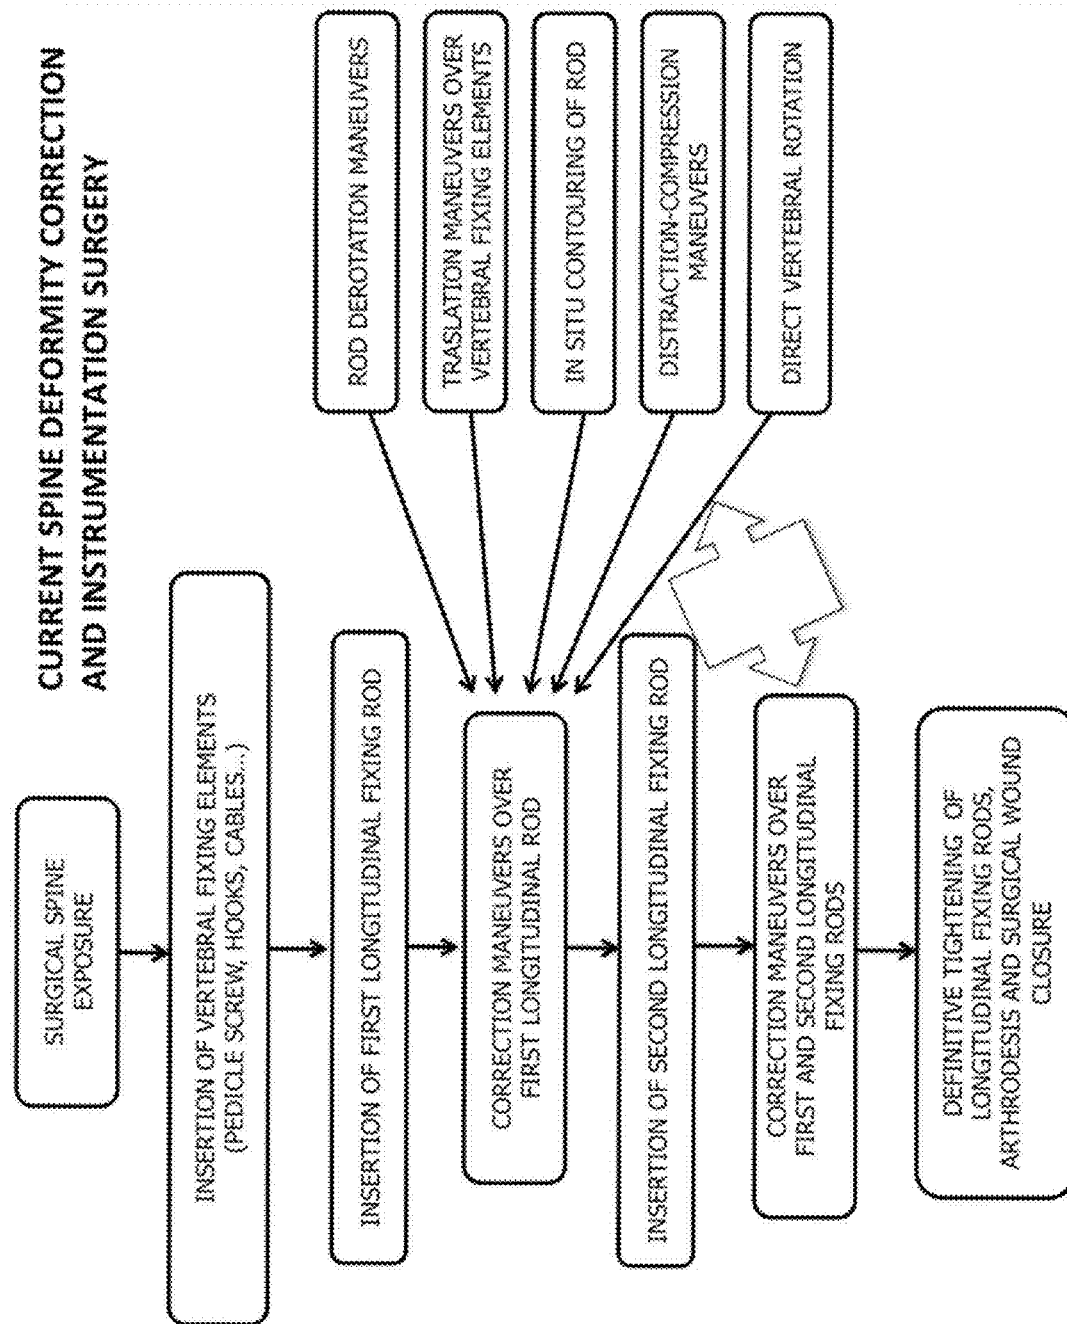 CURRENT SPINE DEFORMITY CORRECTION
AND INSTRUMENTATION SURGERY
SURGICAL SPINE
EXPOSURE
INSERTION OF VERTEBRAL FIXING ELEMENTS
(PEDICLE SCREW, HOOKS, CABLES...)
INSERTION OF FIRST LONGITUDINAL FIXING ROD
CORRECTION MANEUVERS OVER
FIRST LONGITUDINAL ROD
INSERTION OF SECOND LONGITUDINAL FIXING ROD
CORRECTION MANEUVERS OVER
FIRST AND SECOND LONGITUDINAL
FIXING RODS
DEFINITIVE TIGHTENING OF
LONGITUDINAL FIXING RODS,
ARTHRODESIS AND SURGICAL WOUND
CLOSURE
ROD DEROTATION MANEUVERS
TRASLATION MANEUVERS OVER
VERTEBRAL FIXING ELEMENTS
IN SITU CONTOURING OF ROD
DISTRACTION-COMPRESSION
MANEUVERS
DIRECT VERTEBRAL ROTATION